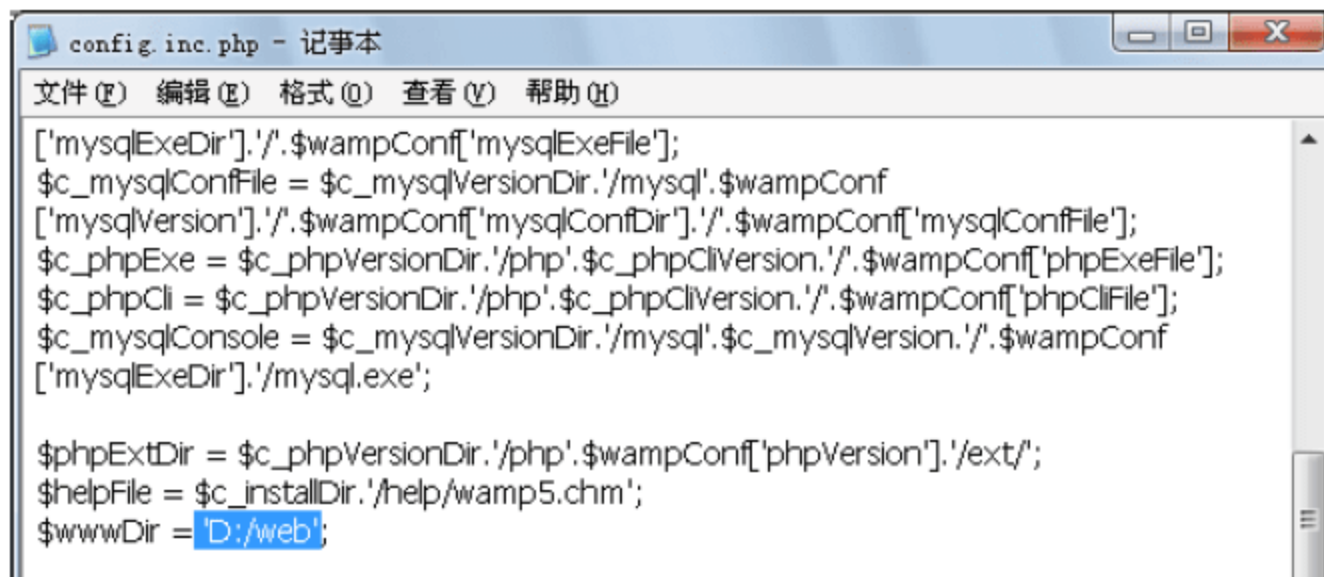 config.inc.php - 记事本
文件(F) 编辑(E) 格式(O) 查看(V) 帮助(H)
['mysqlExeDir'].'/'.$wampConf['mysqlExeFile'];
$c_mysqlConfFile = $c_mysqlVersionDir.'/mysql'.$wampConf
['mysqlVersion'].'/'.$wampConf['mysqlConfDir'].'/'.$wampConf['mysqlConfFile'];
$c_phpExe = $c_phpVersionDir.'/php'.$c_phpCliVersion.'/'.$wampConf['phpExeFile'];
$c_phpCli = $c_phpVersionDir.'/php'.$c_phpCliVersion.'/'.$wampConf['phpCliFile'];
$c_mysqlConsole = $c_mysqlVersionDir.'/mysql'.$c_mysqlVersion.'/'.$wampConf
['mysqlExeDir'].'/mysql.exe';
$phpExtDir = $c_phpVersionDir.'/php'.$wampConf['phpVersion'].'/ext/';
$helpFile = $c_installDir.'/help/wamp5.chm';
$wwwDir = 'D:/web';